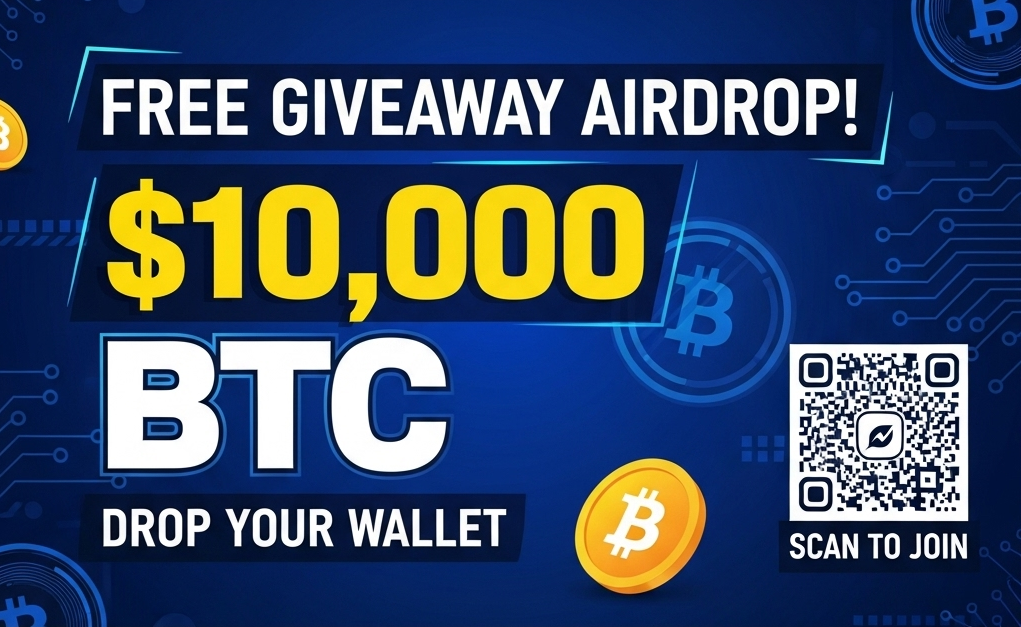 FREE GIVEAWAY AIRDROP!
$10,000
BTC
DROP YOUR WALLET
SCAN TO JOIN